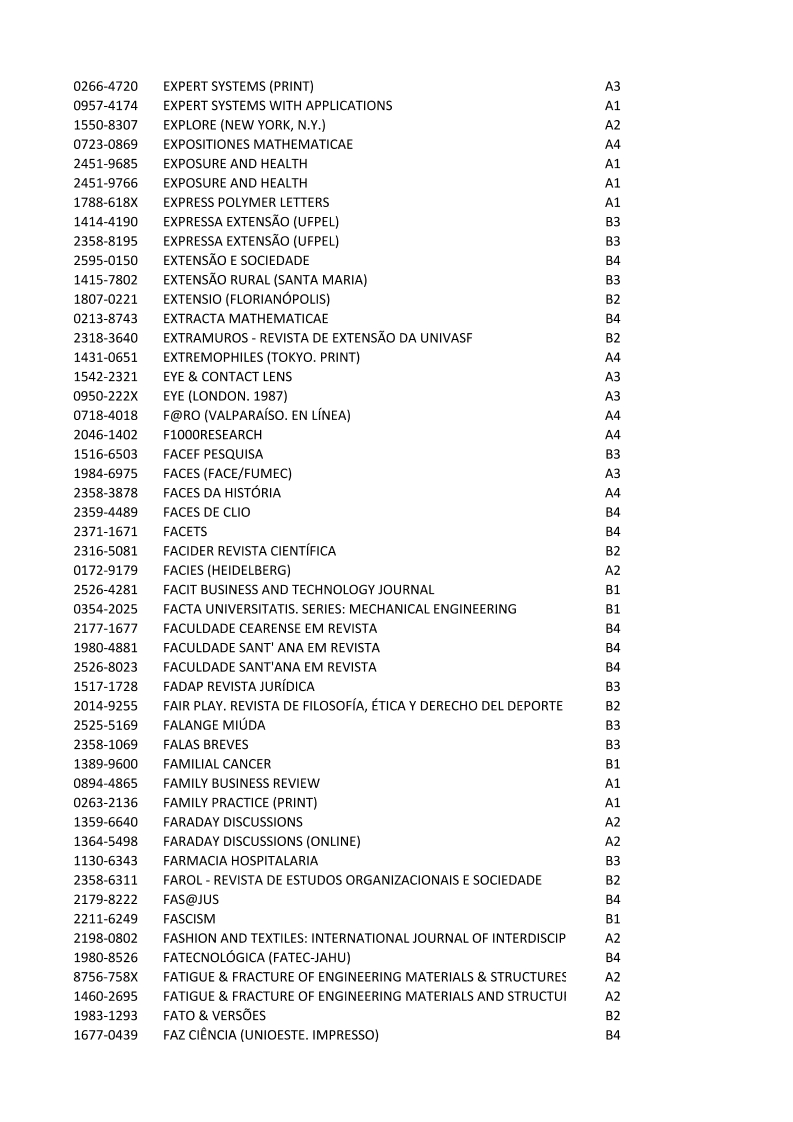 0266-4720 EXPERT SYSTEMS (PRINT) A3
0957-4174 EXPERT SYSTEMS WITH APPLICATIONS A1
1550-8307 EXPLORE (NEW YORK, N.Y.) A2
0723-0869 EXPOSITIONES MATHEMATICAE A4
2451-9685 EXPOSURE AND HEALTH A1
2451-9766 EXPOSURE AND HEALTH A1
1788-618X EXPRESS POLYMER LETTERS A1
1414-4190 EXPRESSA EXTENSÃO (UFPEL) B3
2358-8195 EXPRESSA EXTENSÃO (UFPEL) B3
2595-0150 EXTENSÃO E SOCIEDADE B4
1415-7802 EXTENSÃO RURAL (SANTA MARIA) B3
1807-0221 EXTENSIO (FLORIANÓPOLIS) B2
0213-8743 EXTRACTA MATHEMATICAE B4
2318-3640 EXTRAMUROS - REVISTA DE EXTENSÃO DA UNIVASF B2
1431-0651 EXTREMOPHILES (TOKYO. PRINT) A4
1542-2321 EYE & CONTACT LENS A3
0950-222X EYE (LONDON. 1987) A3
0718-4018 F@RO (VALPARAÍSO. EN LÍNEA) A4
2046-1402 F1000RESEARCH A4
1516-6503 FACEF PESQUISA B3
1984-6975 FACES (FACE/FUMEC) A3
2358-3878 FACES DA HISTÓRIA A4
2359-4489 FACES DE CLIO B4
2371-1671 FACETS B4
2316-5081 FACIDER REVISTA CIENTÍFICA B2
0172-9179 FACIES (HEIDELBERG) A2
2526-4281 FACIT BUSINESS AND TECHNOLOGY JOURNAL B1
0354-2025 FACTA UNIVERSITATIS. SERIES: MECHANICAL ENGINEERING B1
2177-1677 FACULDADE CEARENSE EM REVISTA B4
1980-4881 FACULDADE SANT' ANA EM REVISTA B4
2526-8023 FACULDADE SANT'ANA EM REVISTA B4
1517-1728 FADAP REVISTA JURÍDICA B3
2014-9255 FAIR PLAY. REVISTA DE FILOSOFÍA, ÉTICA Y DERECHO DEL DEPORTE B2
2525-5169 FALANGE MIÚDA B3
2358-1069 FALAS BREVES B3
1389-9600 FAMILIAL CANCER B1
0894-4865 FAMILY BUSINESS REVIEW A1
0263-2136 FAMILY PRACTICE (PRINT) A1
1359-6640 FARADAY DISCUSSIONS A2
1364-5498 FARADAY DISCUSSIONS (ONLINE) A2
1130-6343 FARMACIA HOSPITALARIA B3
2358-6311 FAROL - REVISTA DE ESTUDOS ORGANIZACIONAIS E SOCIEDADE B2
2179-8222 FAS@JUS B4
2211-6249 FASCISM B1
2198-0802 FASHION AND TEXTILES: INTERNATIONAL JOURNAL OF INTERDISCIP A2
1980-8526 FATECNOLÓGICA (FATEC-JAHU) B4
8756-758X FATIGUE & FRACTURE OF ENGINEERING MATERIALS & STRUCTURES A2
1460-2695 FATIGUE & FRACTURE OF ENGINEERING MATERIALS AND STRUCTU A2
1983-1293 FATO & VERSÕES B2
1677-0439 FAZ CIÊNCIA (UNIOESTE. IMPRESSO) B4